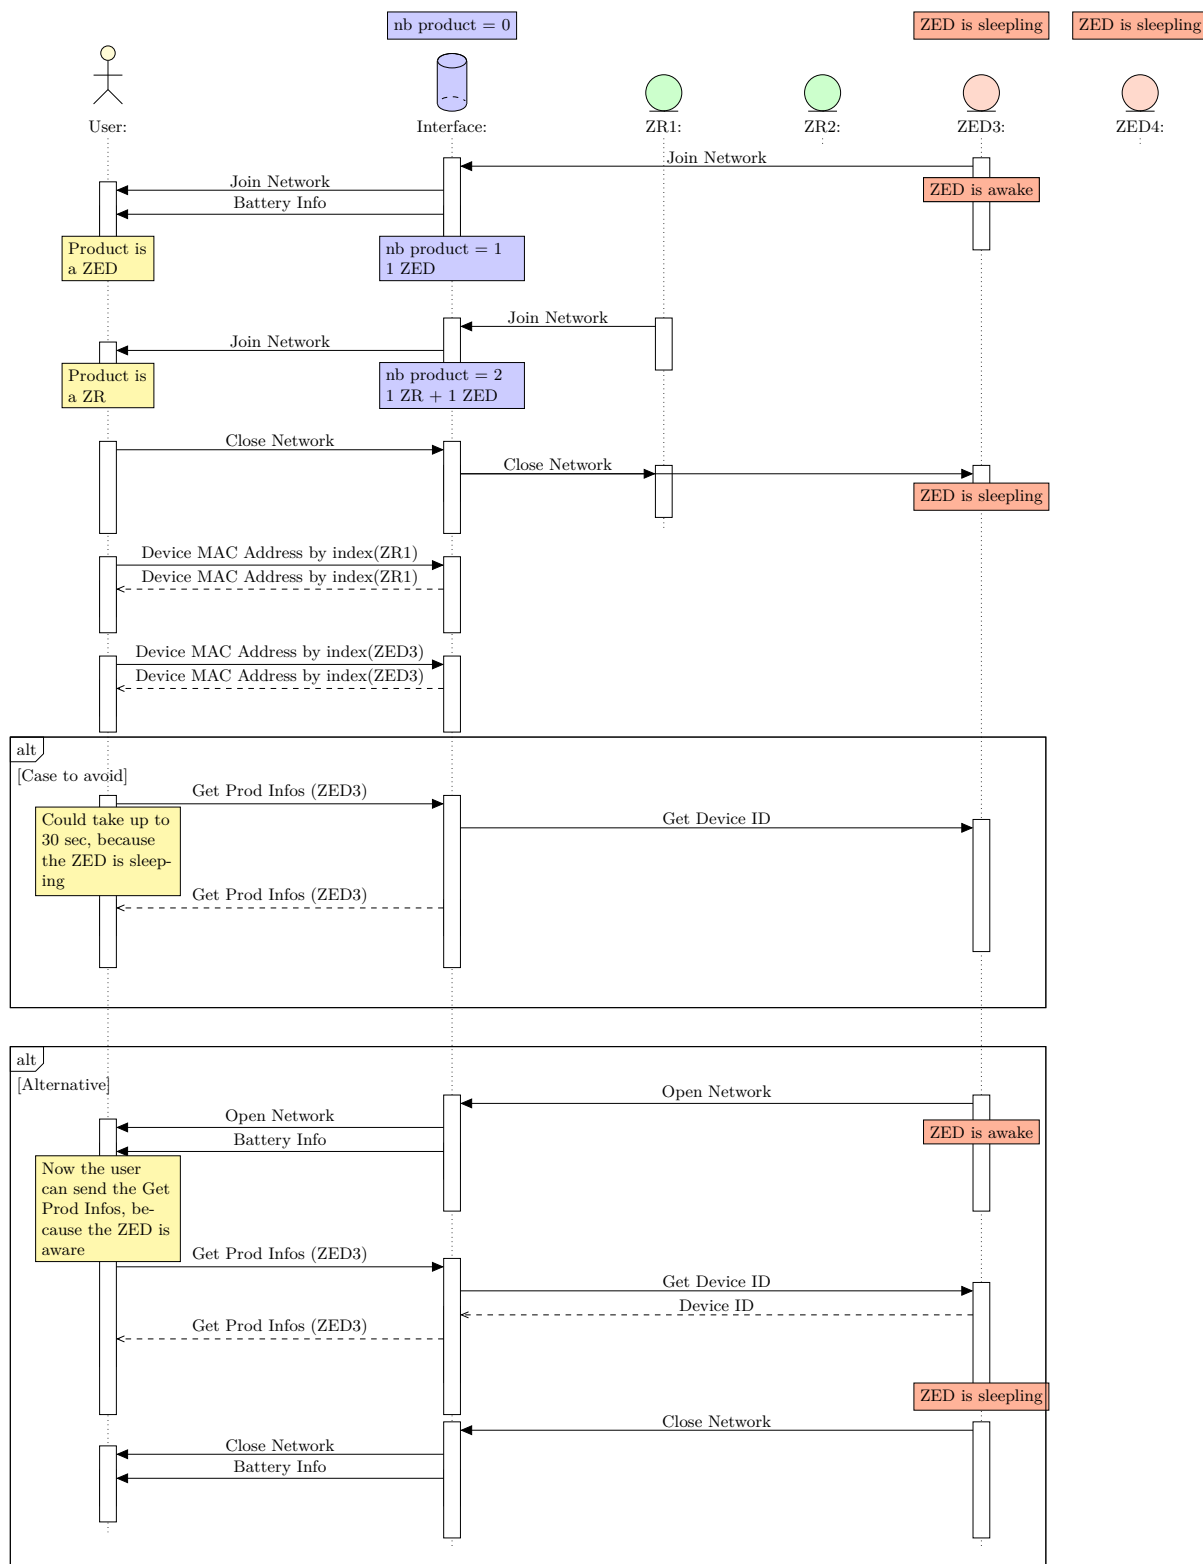 nb product = 0
ZED is sleepling
ZED is sleepling
User:
Interface:
ZR1:
ZR2:
ZED3:
ZED4:
Join Network
Join Network
ZED is awake
Battery Info
Product is
a ZED
nb product = 1
1 ZED
Join Network
Join Network
Product is
a ZR
nb product = 2
1 ZR + 1 ZED
Close Network
Close Network
ZED is sleepling
Device MAC Address by index(ZR1)
Device MAC Address by index(ZR1)
Device MAC Address by index(ZED3)
Device MAC Address by index(ZED3)
alt
[Case to avoid]
Get Prod Infos (ZED3)
Could take up to
30 sec, because
the ZED is sleep-
ing
Get Device ID
Get Prod Infos (ZED3)
alt
[Alternative]
Open Network
Open Network
ZED is awake
Battery Info
Now the user
can send the Get
Prod Infos, be-
cause the ZED is
aware
Get Prod Infos (ZED3)
Get Device ID
Device ID
Get Prod Infos (ZED3)
ZED is sleepling
Close Network
Close Network
Battery Info